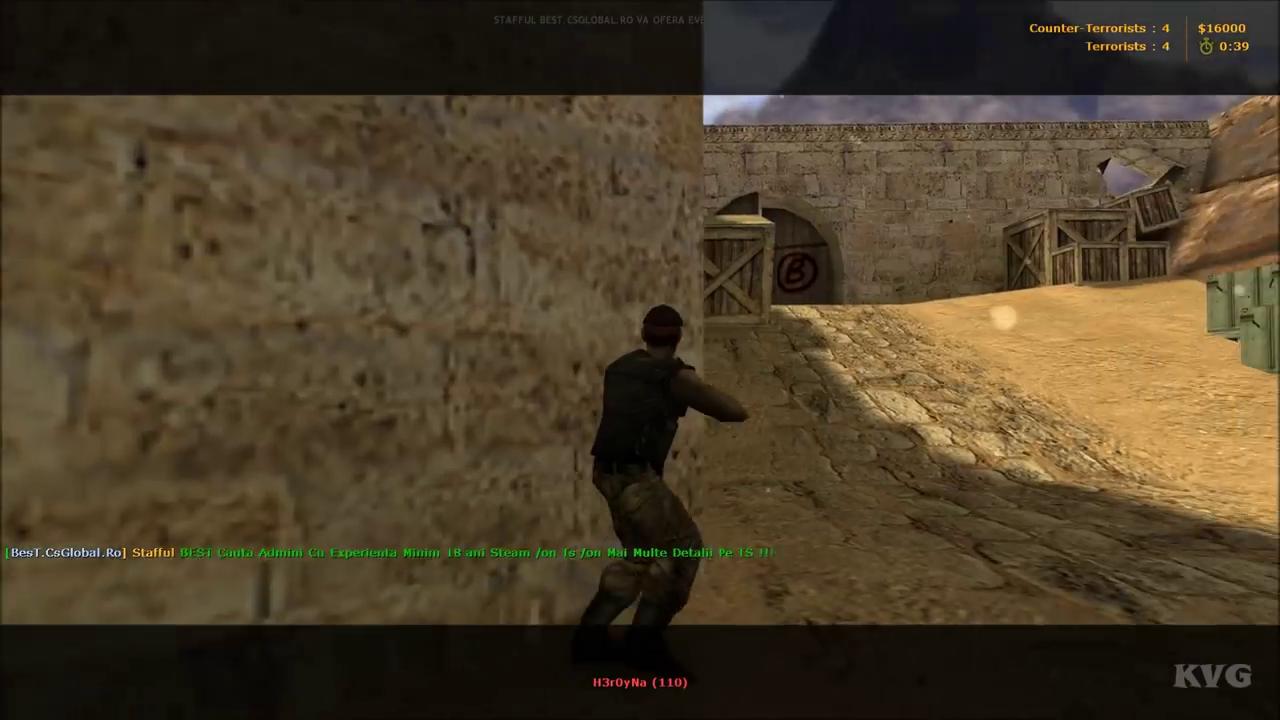 STAFFUL BEST.CSGLOBAL.RO VA OFERA EVE
Counter-Terrorists : 4
$16000
Terrorists : 4
0:39
B
[BesT.CsGlobal.Ro] Stafful BEST Cauta Admini Cu Experienta Minim 18 ani Steam /on Ts /on Mai Multe Detalii Pe TS !!!
H3r0yNa (110)
KVG